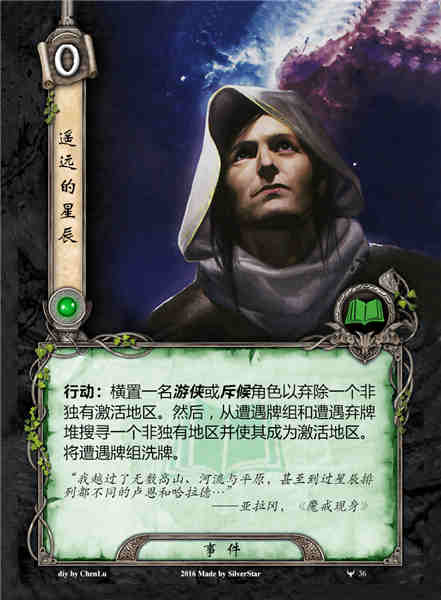 0
遥远的星辰
行动：横置一名游侠或斥候角色以弃除一个非
独有激活地区。然后，从遭遇牌组和遭遇弃牌
堆搜寻一个非独有地区并使其成为激活地区。
将遭遇牌组洗牌。
“我越过了无数高山、河流与平原，甚至到过星辰排
列都不同的卢恩和哈拉德…”
——亚拉冈，《魔戒现身》
事件
diy by ChenLu
2016 Made by SilverStar
36